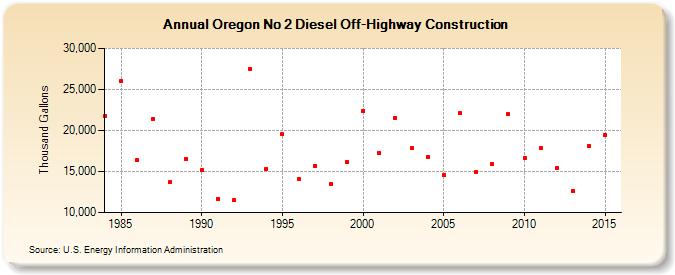 Annual Oregon No 2 Diesel Off-Highway Construction
Thousand Gallons
30,000
25,000
20,000
15,000
10,000
1985 1990 1995 2000 2005 2010 2015
Source: U.S. Energy Information Administration